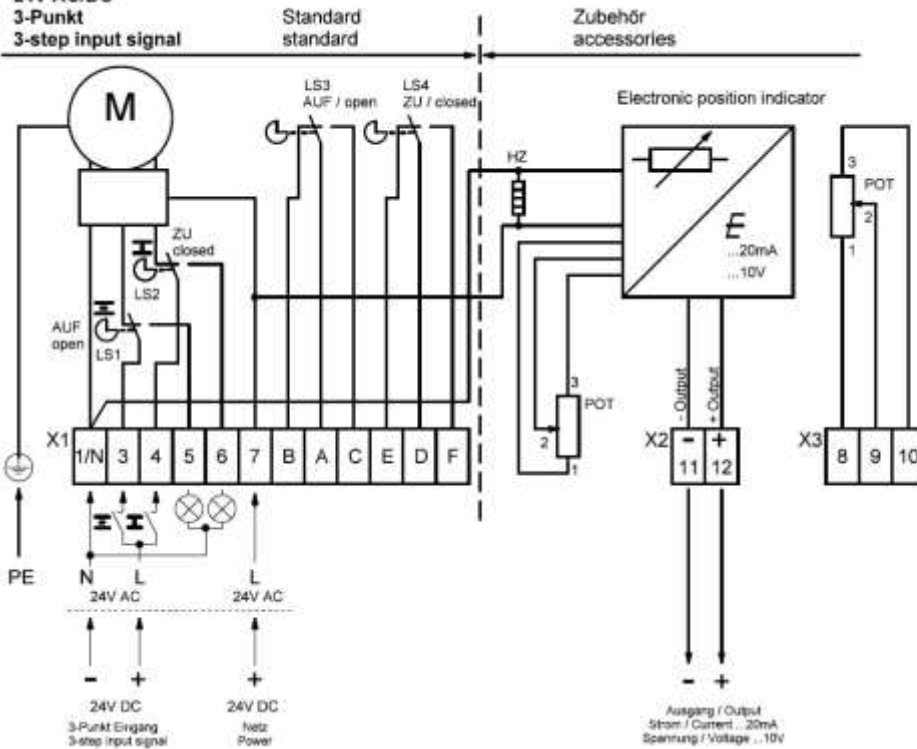 3-Punkt
3-step input signal
Standard
standard
Zubehör
accessories
M
LS3
AUF / open
LS4
ZU / closed
Electronic position indicator
HZ
3
POT
2
1
...20mA
...10V
ZU
closed
LS2
AUF
open
LS1
3
POT
2
1
- Output
+ Output
X1
1/N
3
4
5
6
7
B
A
C
E
D
F
X2
-
+
11
12
X3
8
9
10
PE
N
L
24V AC
L
24V AC
-
+
+
24V DC
24V DC
3-Punkt Eingang
3-step input signal
Netz
Power
-
+
Ausgang / Output
Strom / Current ...20mA
Spannung / Voltage ...10V